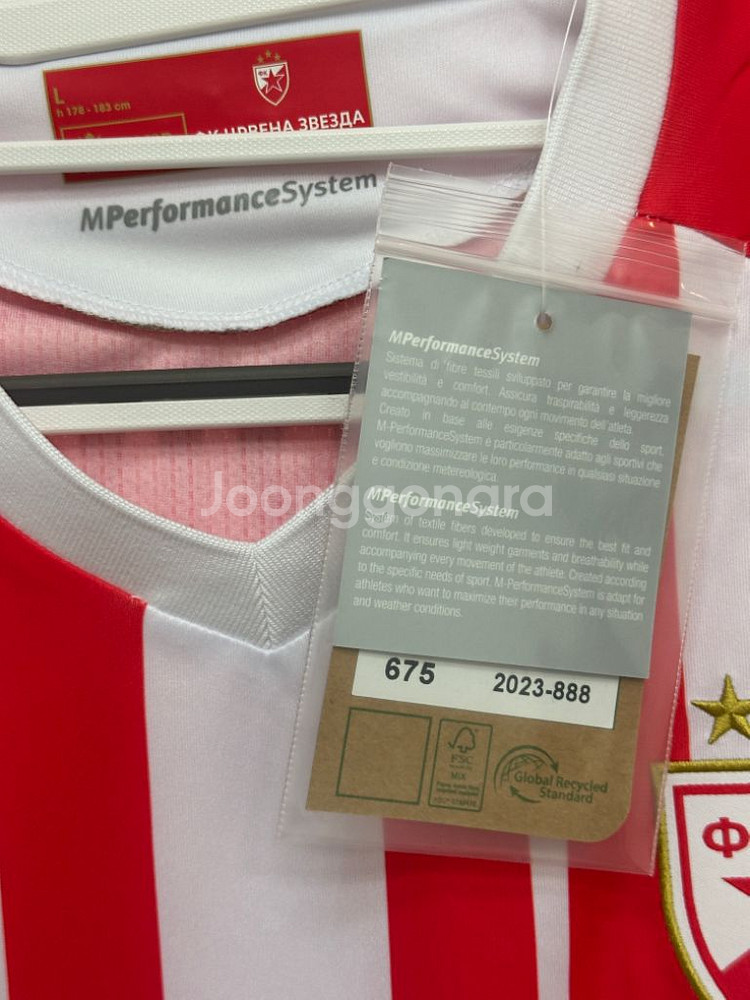 L
h 178 - 183 cm
ФК
ЗВЕЗДА
MPerformanceSystem
MPerformanceSystem
Sistema di fibre tessili sviluppato per garantire la migliore
vestibilità e comfort. Assicura traspirabilità e leggerezza
accompagnando al contempo ogni movimento dell'atleta.
Creato in base alle esigenze specifiche dello sport,
M-PerformanceSystem è particolarmente adatto agli sportivi che
vogliono massimizzare le loro performance in qualsiasi situazione
e condizione metereologica.
Joonggonara
MPerformanceSystem
System of textile fibers developed to ensure the best fit and
comfort. It ensures light weight garments and breathability while
accompanying every movement of the athlete. Created according
to the specific needs of sport. M-PerformanceSystem is adapt for
athletes who want to maximize their performance in any situation
and weather conditions.
675 2023-888
FSC
MIX
Global Recycled
Standard
Ф